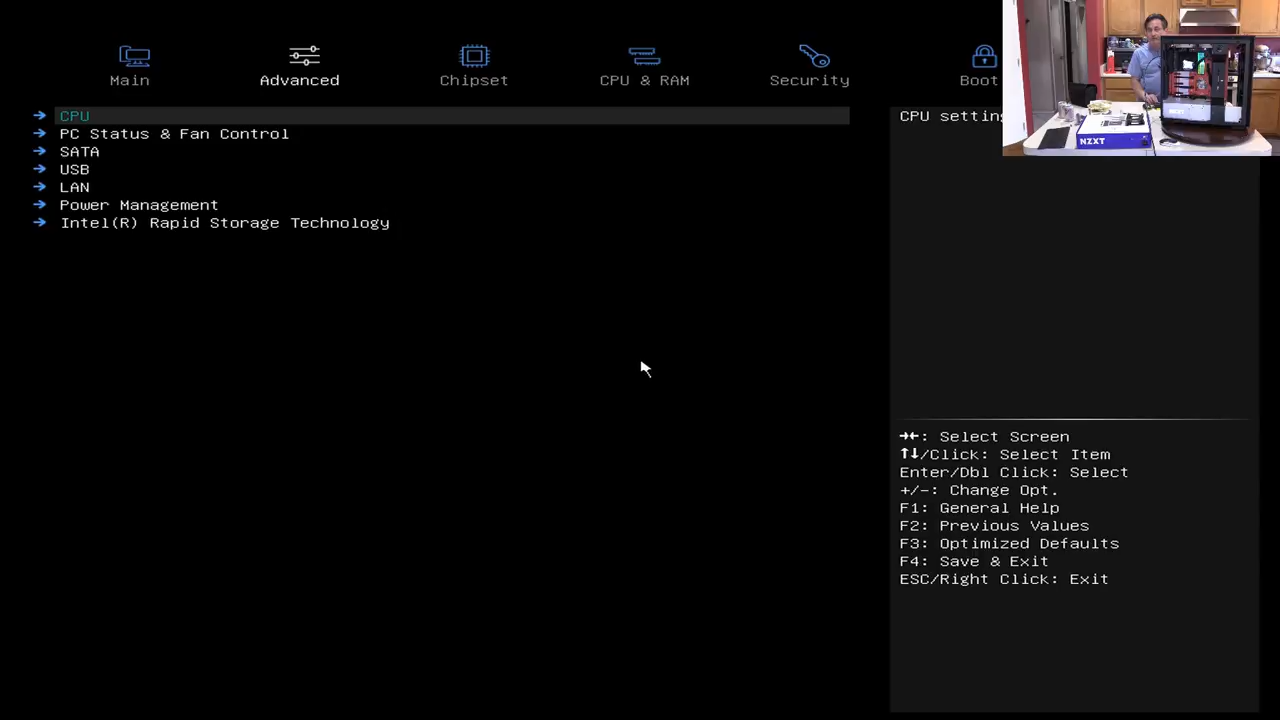 Main
Advanced
Chipset
CPU & RAM
Security
Boot
CPU
PC Status & Fan Control
SATA
USB
LAN
Power Management
Intel(R) Rapid Storage Technology
CPU settin
→←: Select Screen
↑↓/Click: Select Item
Enter/Dbl Click: Select
+/-: Change Opt.
F1: General Help
F2: Previous Values
F3: Optimized Defaults
F4: Save & Exit
ESC/Right Click: Exit
NZXT